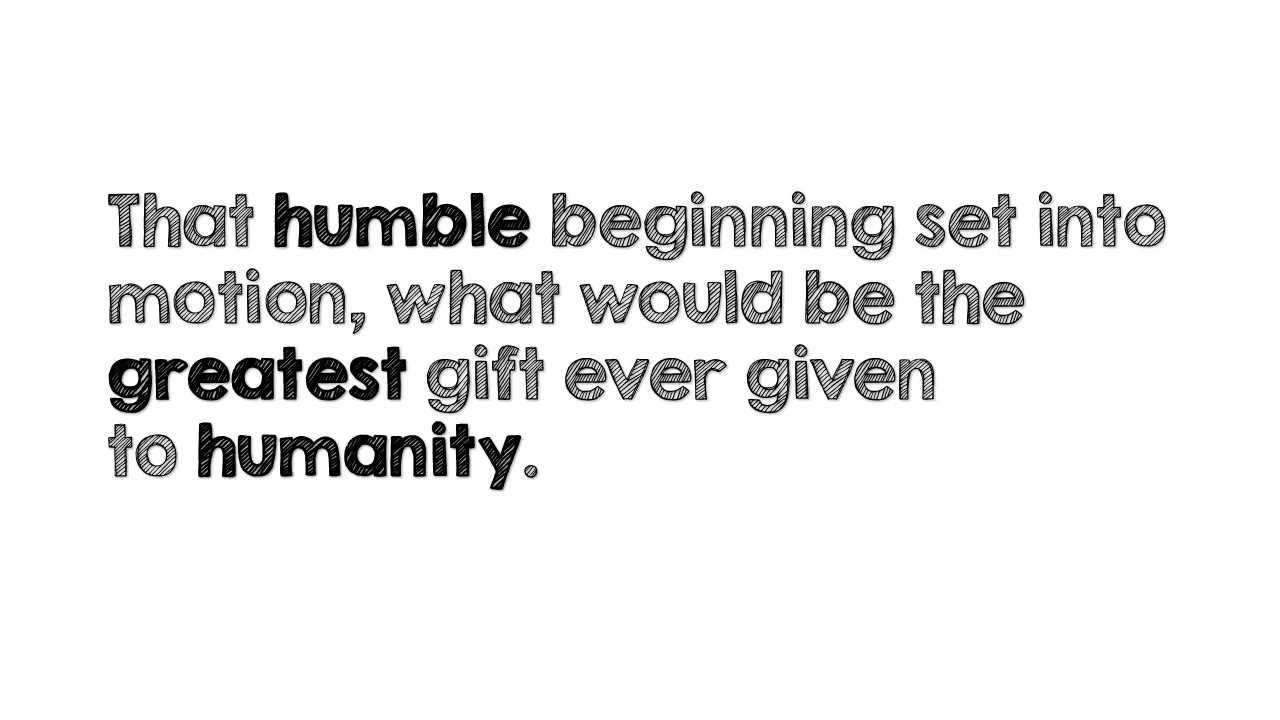 That humble beginning set into
motion, what would be the
greatest gift ever given
to humanity.